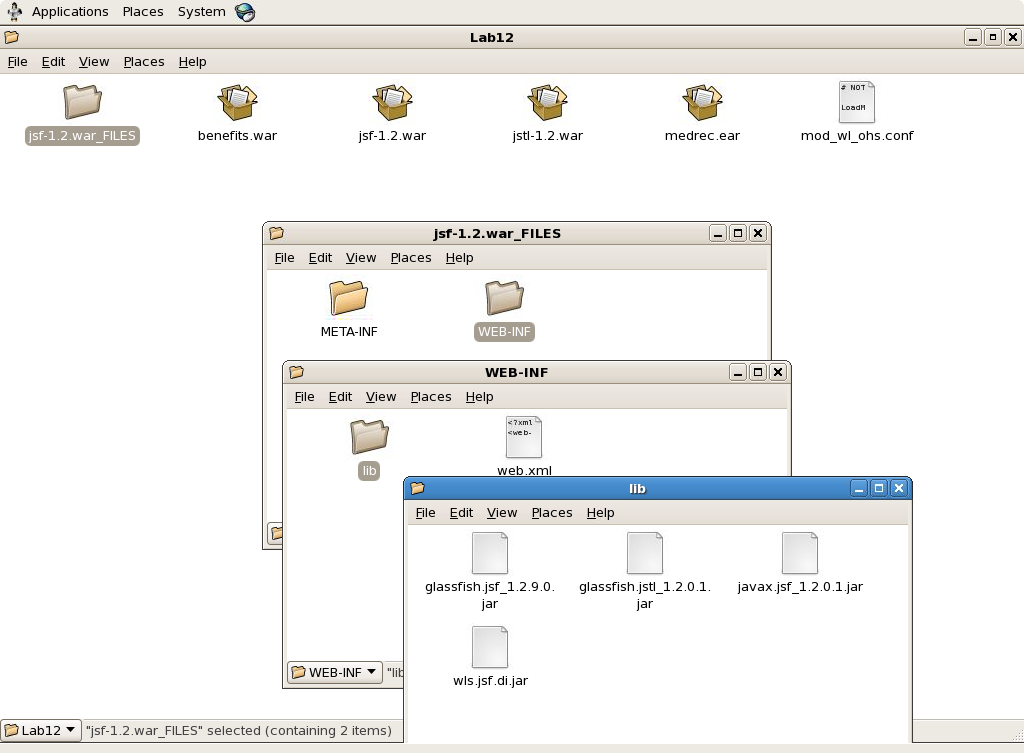 Applications Places System
Lab12
File Edit View Places Help
jsf-1.2.war_FILES benefits.war jsf-1.2.war jstl-1.2.war medrec.ear mod_wl_ohs.conf
# NOT
LoadM
jsf-1.2.war_FILES
File Edit View Places Help
META-INF WEB-INF
WEB-INF
File Edit View Places Help
<?xml
<web-
lib web.xml
lib
File Edit View Places Help
glassfish.jsf_1.2.9.0. glassfish.jstl_1.2.0.1. javax.jsf_1.2.0.1.jar
jar jar
wls.jsf.di.jar
WEB-INF "lib
Lab12 "jsf-1.2.war_FILES" selected (containing 2 items)